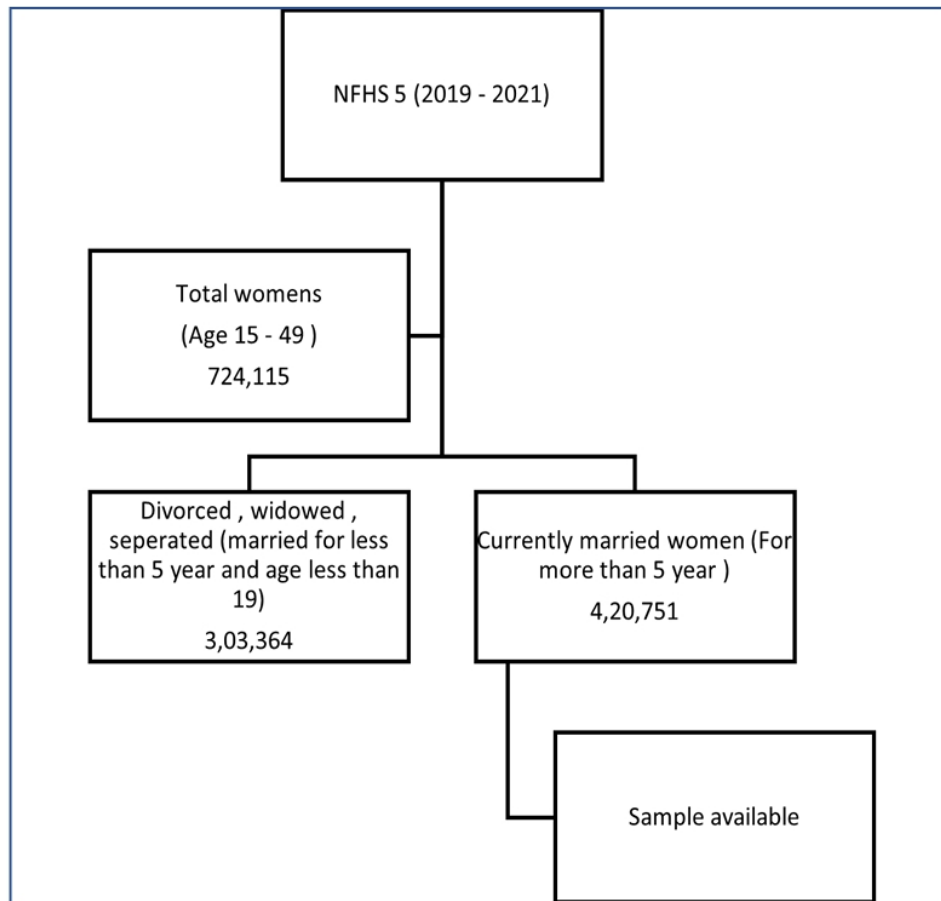 NFHS 5 (2019 - 2021)
Total womens
(Age 15 - 49 )
724,115
Divorced , widowed ,
seperated (married for less
than 5 year and age less than
19)
3,03,364
Currently married women (For
more than 5 year )
4,20,751
Sample available